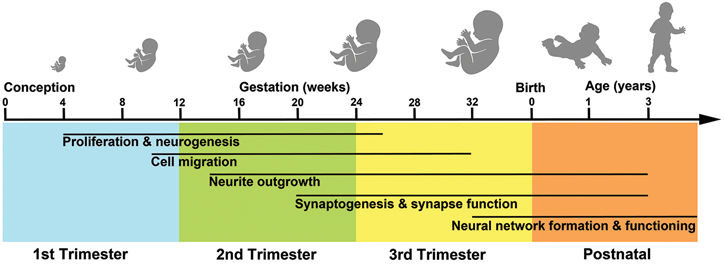 Conception Gestation (weeks) Birth Age (years)
0 4 8 12 16 20 24 28 32 0 1 3
Proliferation & neurogenesis
Cell migration
Neurite outgrowth
Synaptogenesis & synapse function
Neural network formation & functioning
1st Trimester 2nd Trimester 3rd Trimester Postnatal